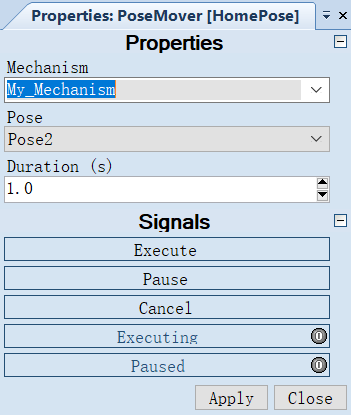 Properties: PoseMover [HomePose]
Properties
Mechanism
My_Mechanism
Pose
Pose2
Duration (s)
1.0
Signals
Execute
Pause
Cancel
Executing 0
Paused 0
Apply Close